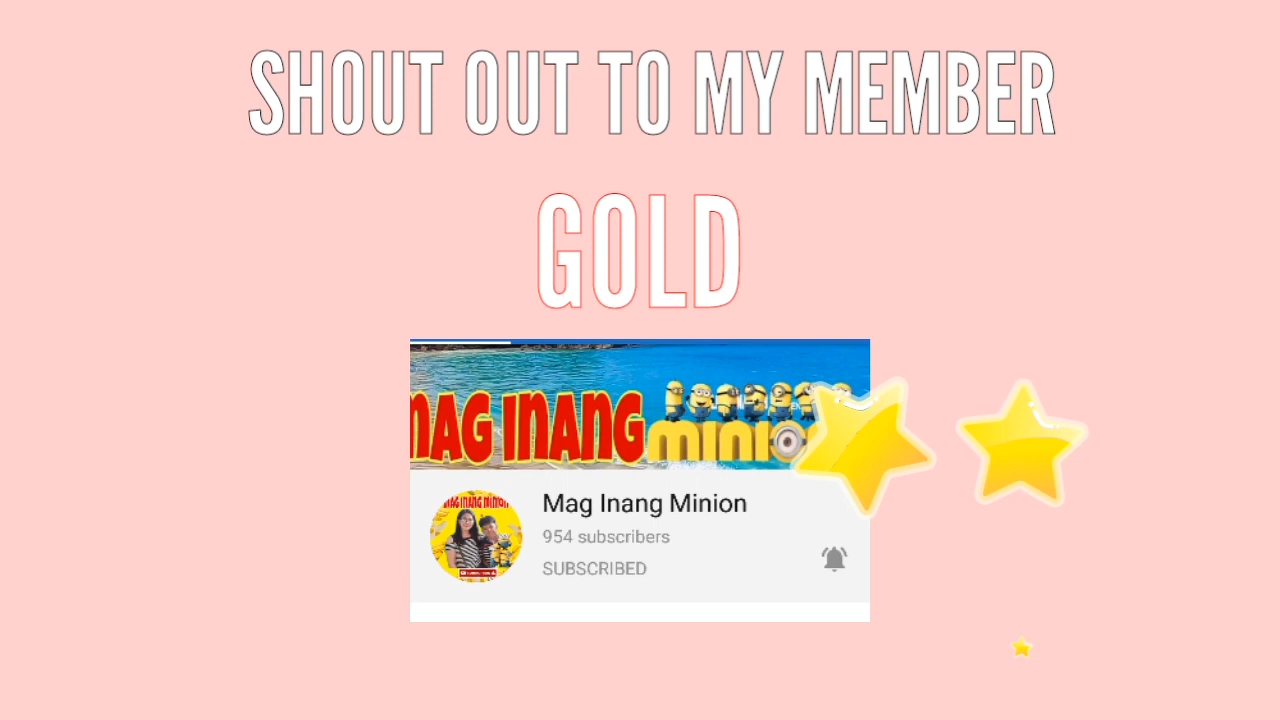 SHOUT OUT TO MY MEMBER
GOLD
MAG INANG
Mag Inang Minion
954 subscribers
SUBSCRIBED